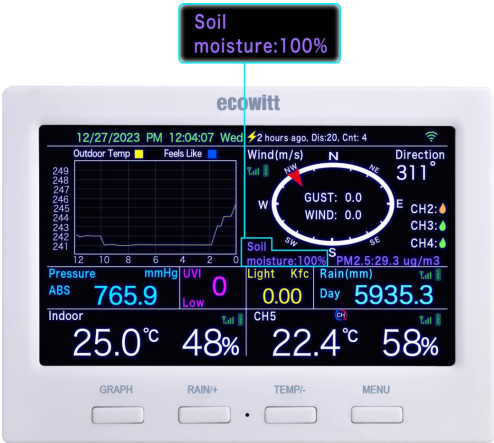 Soil
moisture:100%
ecowitt
12/27/2023 PM 12:04:07 Wed ⚡2 hours ago, Dis:20, Cnt: 4
Outdoor Temp Feels Like
249
248
247
246
245
244
243
242
241
12 10 8 6 4 2 0
Wind(m/s) Direction
311°
N
NE
E
SE
S
SW
W
NW
GUST: 0.0
WIND: 0.0
CH2:
CH3:
CH4:
Soil
moisture:100% PM2.5:29.3 ug/m3
Pressure mmHg UVI Light Kfc Rain(mm)
ABS 765.9 Low 0 0.00 Day 5935.3
Indoor CH5 CH
25.0°C 48% 22.4°C 58%
GRAPH RAIN/+ TEMP/- MENU